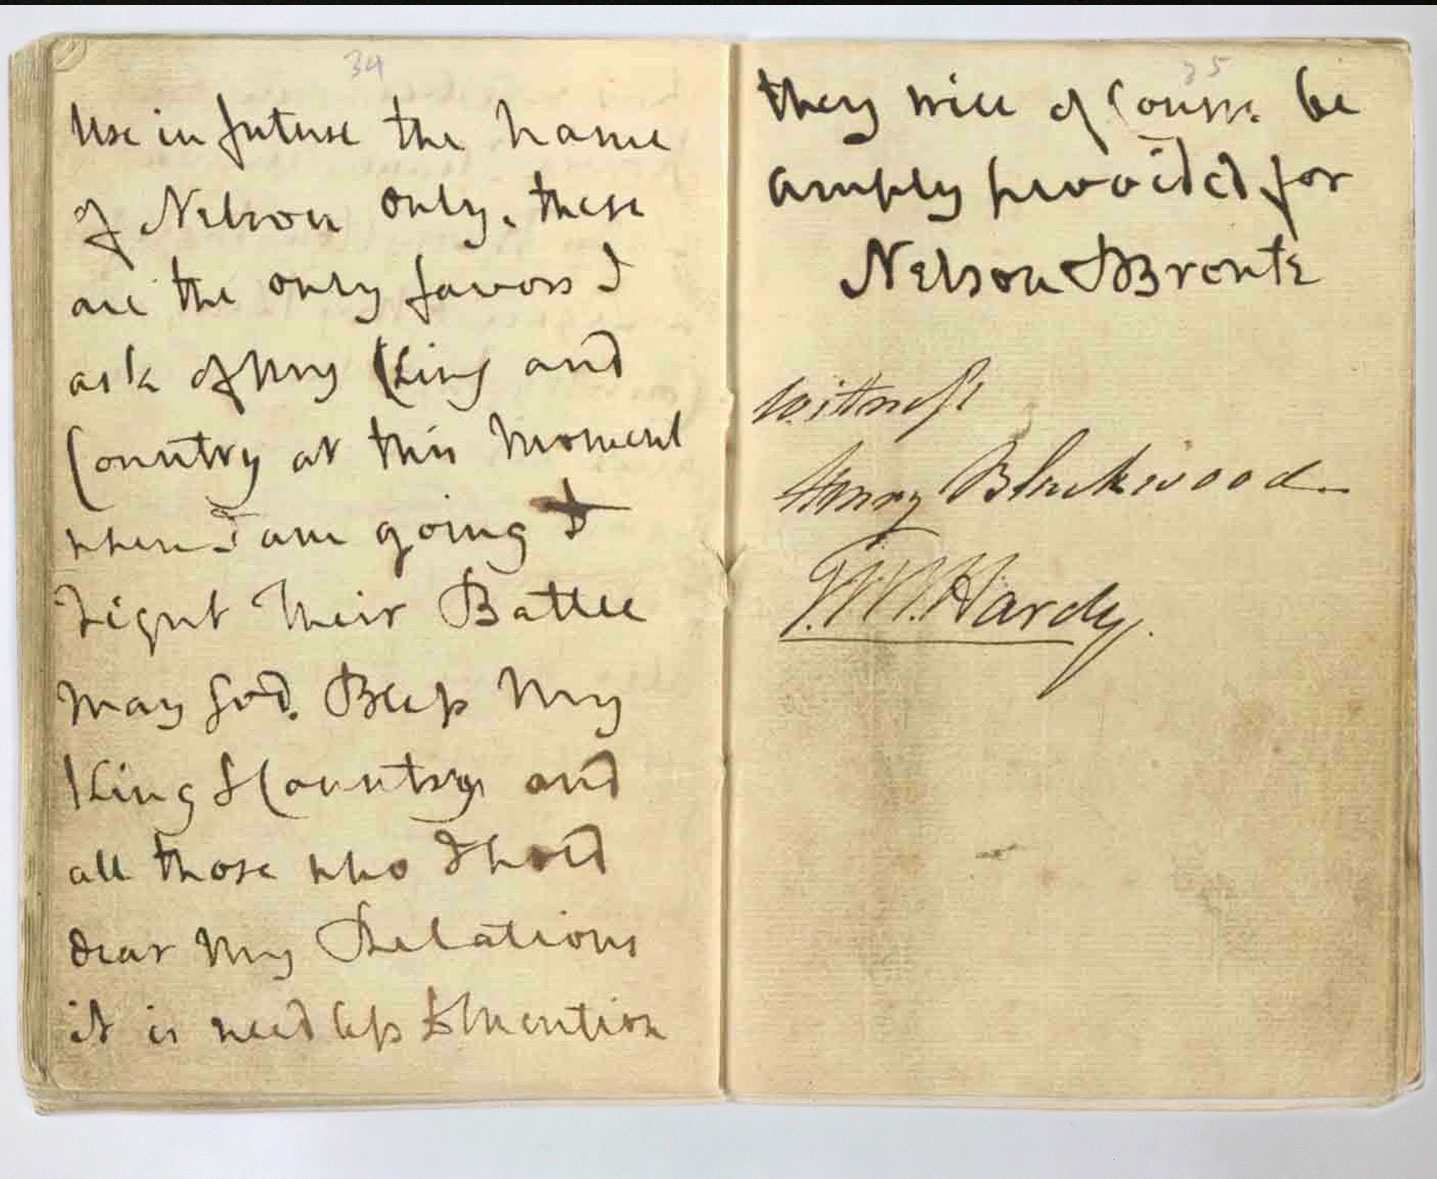 34
Use in future the name
of Nelson only, these
are the only favors I
ask of my King and
Country at this moment
when I am going to
Fight Their Battle
May God Bless My
King & Country and
all those who I hold
dear My Relations
it is needless to Mention
35
they will of Course be
amply provided for
Nelson & Bronte
Witness
Henry Blackwood
T.M. Hardy.